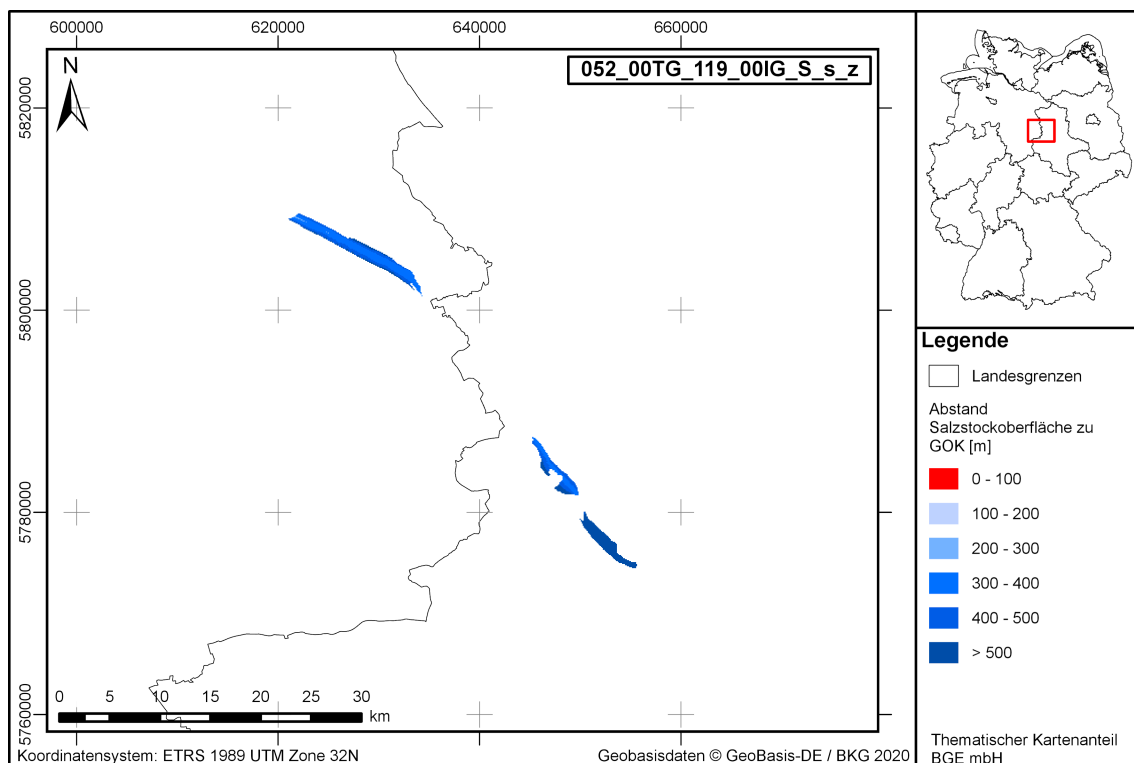 600000
620000
640000
660000
052_00TG_119_00IG_S_s_z
N
5820000
5800000
5780000
5760000
0
5
10
15
20
25
30
km
Koordinatensystem: ETRS 1989 UTM Zone 32N
Geobasisdaten © GeoBasis-DE / BKG 2020
Legende
Landesgrenzen
Abstand
Salzstockoberfläche zu
GOK [m]
0 - 100
100 - 200
200 - 300
300 - 400
400 - 500
> 500
Thematischer Kartenanteil
BGE mbH